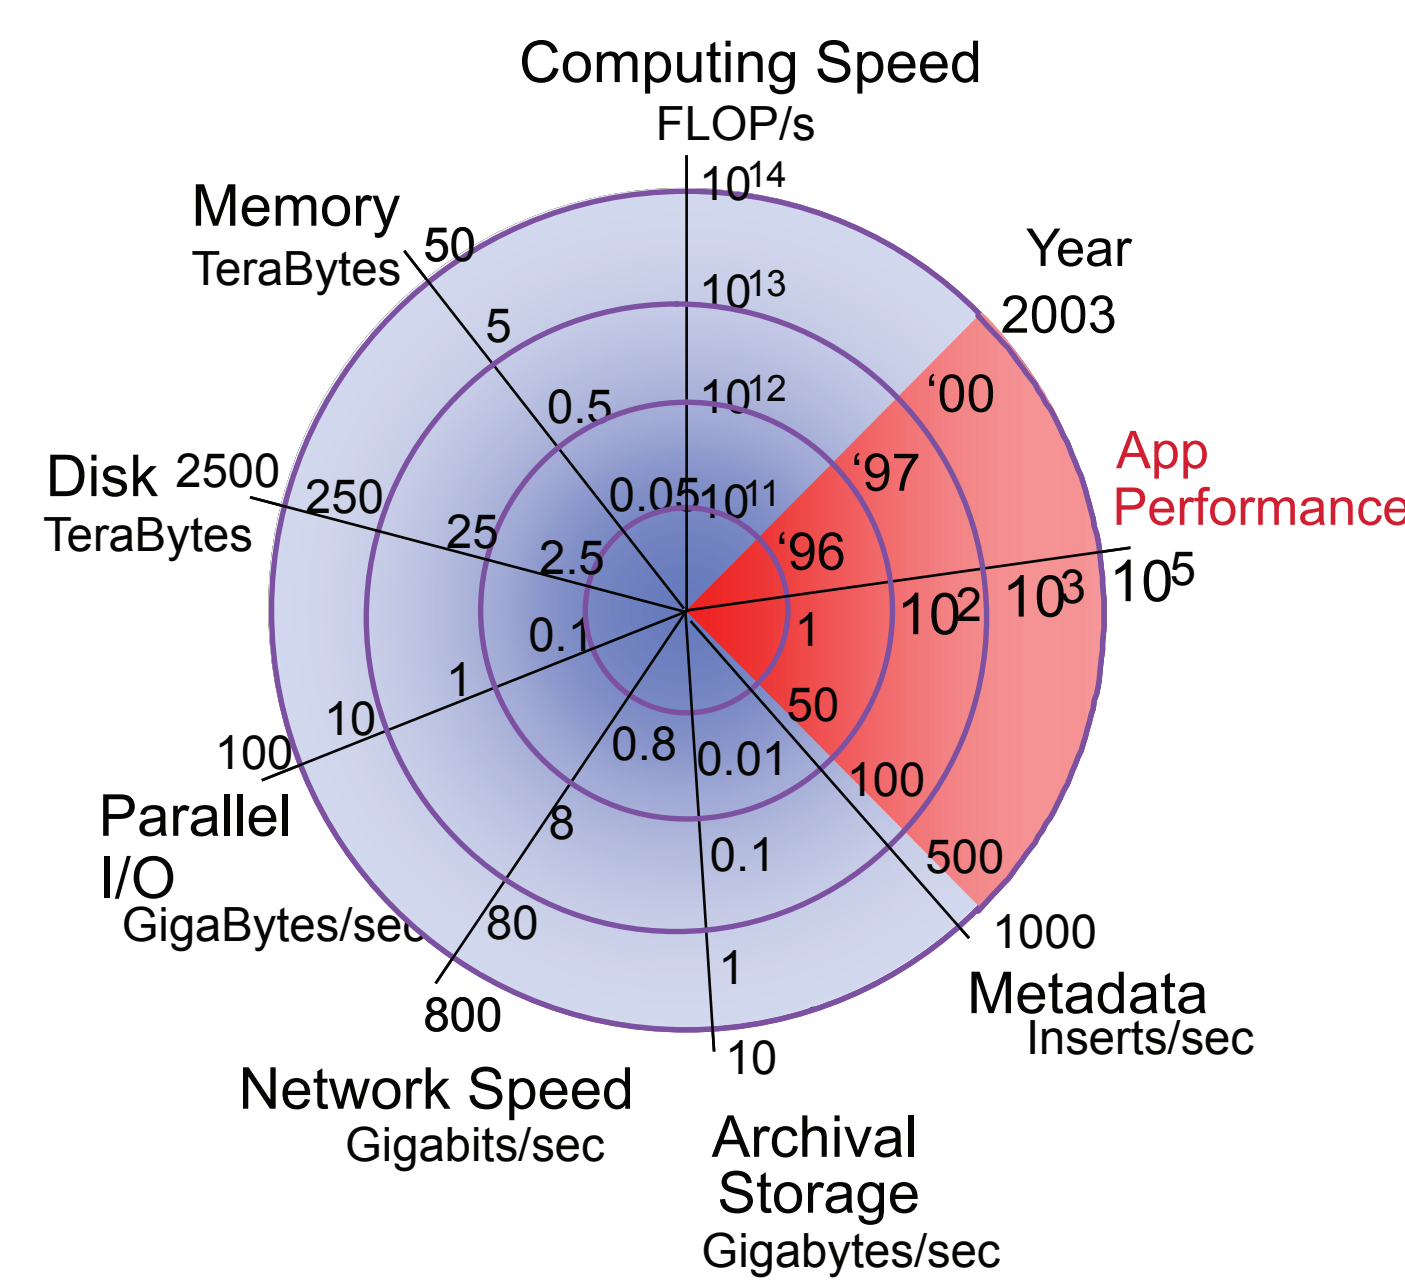 Computing Speed
FLOP/s
10¹⁴
10¹³
10¹²
10¹¹
Year
2003
‘00
‘97
‘96
App
Performance
10⁵
10³
10²
1
50
100
500
1000
Metadata
Inserts/sec
0.01
0.1
1
10
Archival
Storage
Gigabytes/sec
0.8
8
80
800
Network Speed
Gigabits/sec
0.1
1
10
100
Parallel
I/O
GigaBytes/sec
2.5
25
250
2500
Disk
TeraBytes
0.05
0.5
5
50
Memory
TeraBytes